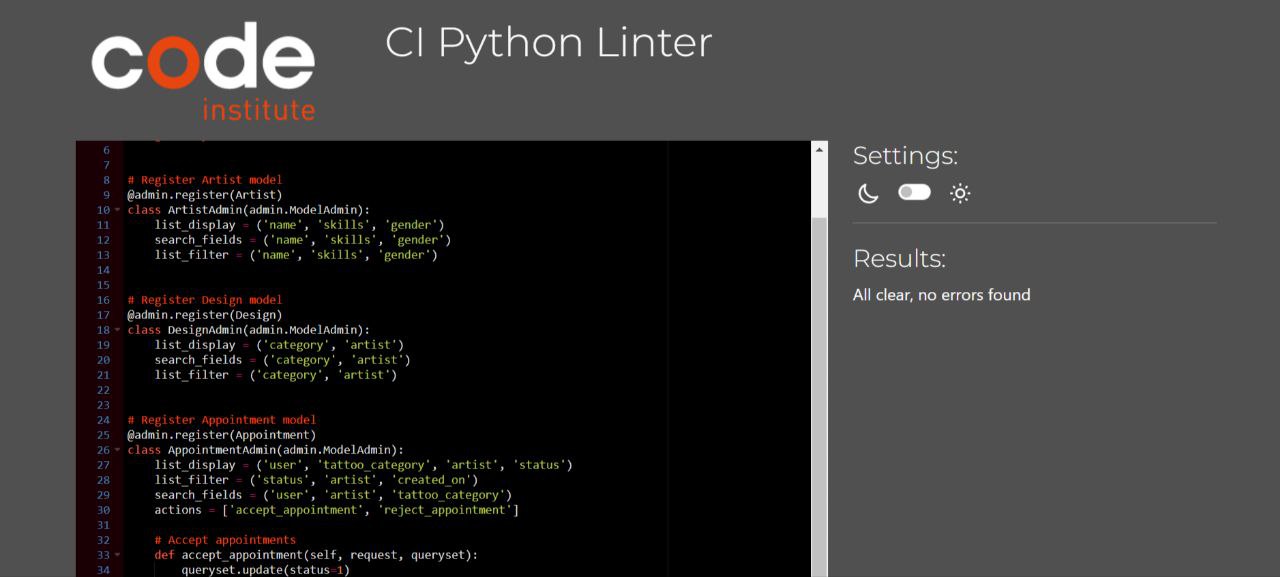 code
institute
CI Python Linter
6
7
8 # Register Artist model
9 @admin.register(Artist)
10 class ArtistAdmin(admin.ModelAdmin):
11 list_display = ('name', 'skills', 'gender')
12 search_fields = ('name', 'skills', 'gender')
13 list_filter = ('name', 'skills', 'gender')
14
15
16 # Register Design model
17 @admin.register(Design)
18 class DesignAdmin(admin.ModelAdmin):
19 list_display = ('category', 'artist')
20 search_fields = ('category', 'artist')
21 list_filter = ('category', 'artist')
22
23
24 # Register Appointment model
25 @admin.register(Appointment)
26 class AppointmentAdmin(admin.ModelAdmin):
27 list_display = ('user', 'tattoo_category', 'artist', 'status')
28 list_filter = ('status', 'artist', 'created_on')
29 search_fields = ('user', 'artist', 'tattoo_category')
30 actions = ['accept_appointment', 'reject_appointment']
31
32 # Accept appointments
33 def accept_appointment(self, request, queryset):
34 queryset.update(status=1)
Settings:
Results:
All clear, no errors found